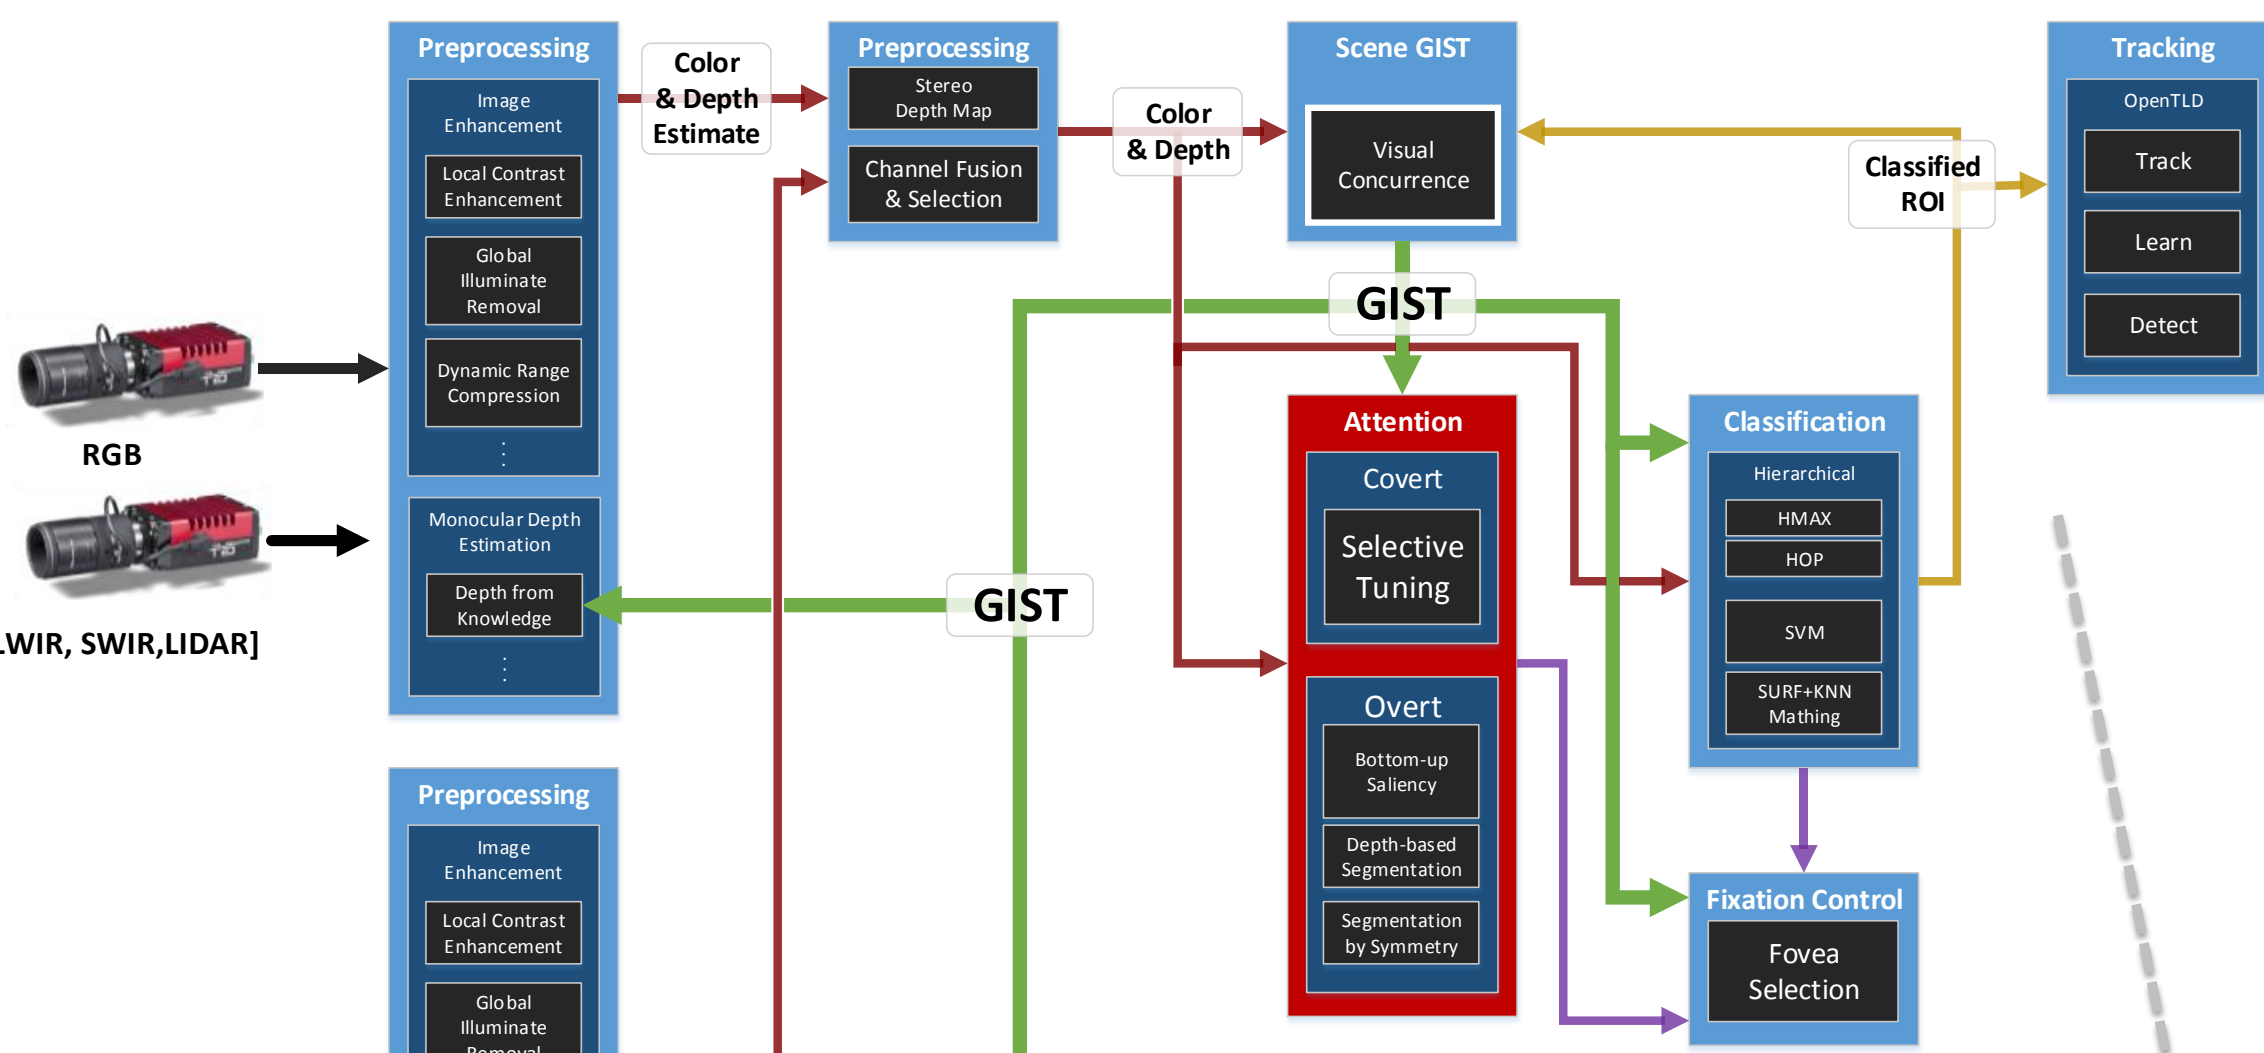 Preprocessing
Image
Enhancement
Local Contrast
Enhancement
Global
Illuminate
Removal
Dynamic Range
Compression
Monocular Depth
Estimation
Depth from
Knowledge
RGB
LWIR, SWIR,LIDAR]
Color
& Depth
Estimate
Preprocessing
Stereo
Depth Map
Channel Fusion
& Selection
Color
& Depth
Scene GIST
Visual
Concurrence
GIST
GIST
Classified
ROI
Tracking
OpenTLD
Track
Learn
Detect
Attention
Covert
Selective
Tuning
Overt
Bottom-up
Saliency
Depth-based
Segmentation
Segmentation
by Symmetry
Classification
Hierarchical
HMAX
HOP
SVM
SURF+KNN
Mathing
Fixation Control
Fovea
Selection
Preprocessing
Image
Enhancement
Local Contrast
Enhancement
Global
Illuminate
Removal